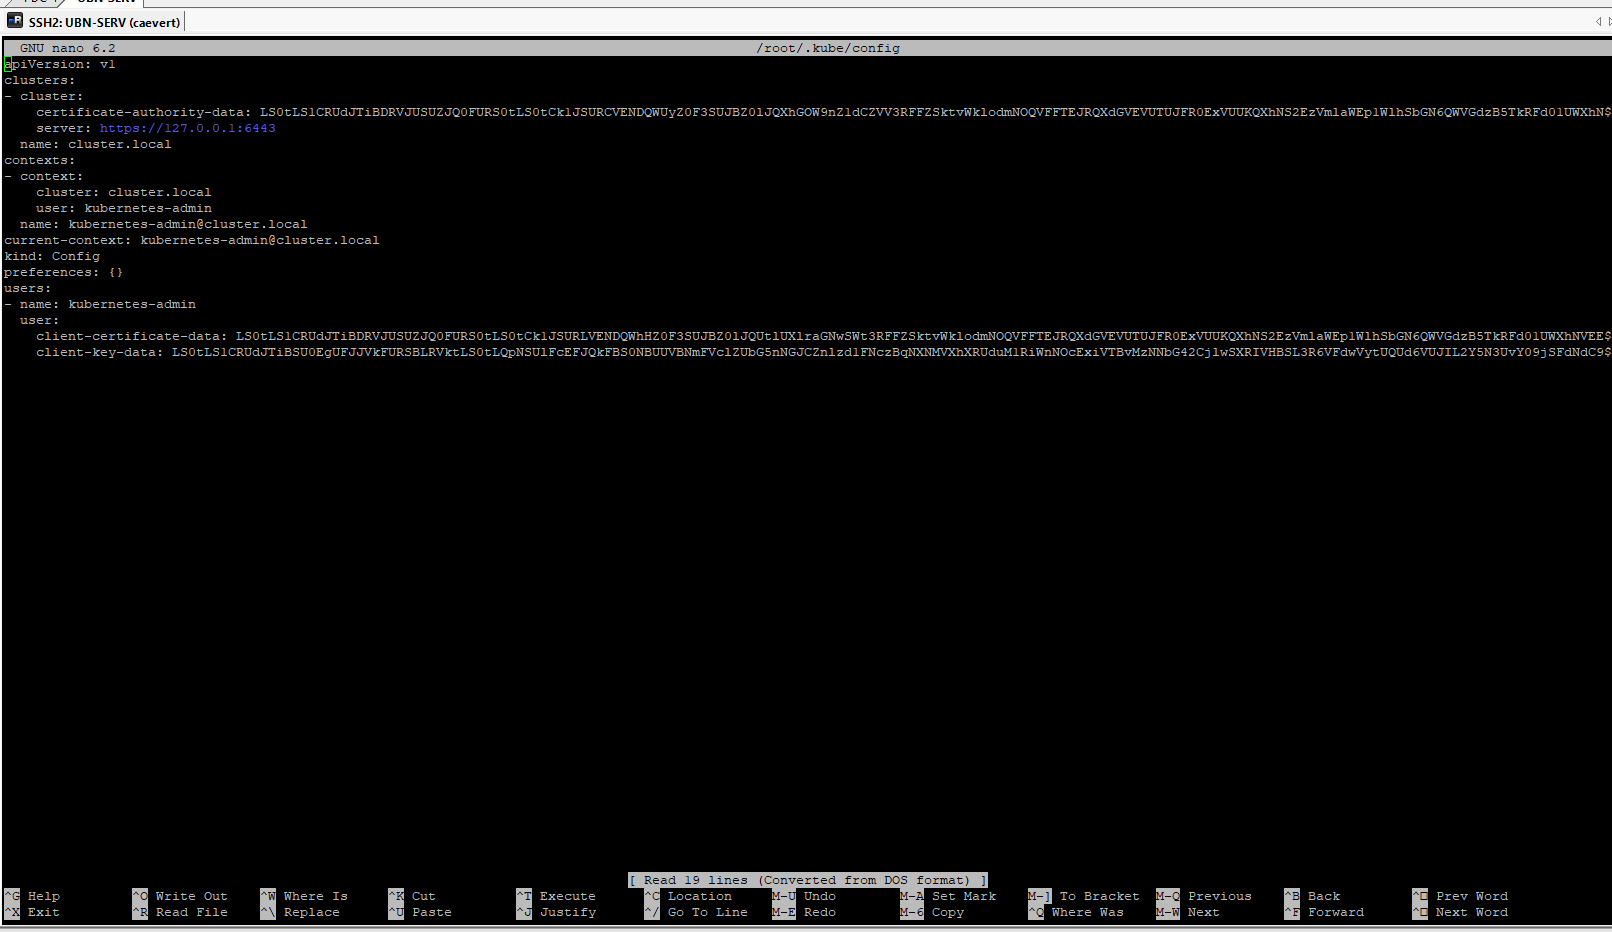 UBN-SERV
SSH2: UBN-SERV (caevert)
GNU nano 6.2 /root/.kube/config
apiVersion: v1
clusters:
- cluster:
certificate-authority-data:
server: https://127.0.0.1:6443
name: cluster.local
contexts:
- context:
cluster: cluster.local
user: kubernetes-admin
name: kubernetes-admin@cluster.local
current-context: kubernetes-admin@cluster.local
kind: Config
preferences: {}
users:
- name: kubernetes-admin
user:
client-certificate-data:
client-key-data:
[ Read 19 lines (Converted from DOS format) ]
^G Help ^O Write Out ^W Where Is ^K Cut ^T Execute ^C Location M-U Undo M-A Set Mark M-] To Bracket M-Q Previous ^B Back Prev Word
^X Exit ^R Read File ^\ Replace ^U Paste ^J Justify ^/ Go To Line M-E Redo M-6 Copy ^Q Where Was M-W Next ^F Forward Next Word